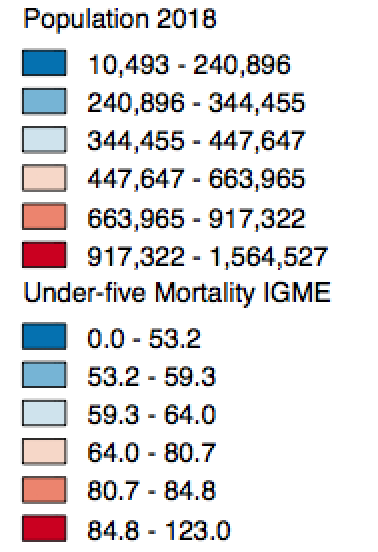 Population 2018
10,493 - 240,896
240,896 - 344,455
344,455 - 447,647
447,647 - 663,965
663,965 - 917,322
917,322 - 1,564,527
Under-five Mortality IGME
0.0 - 53.2
53.2 - 59.3
59.3 - 64.0
64.0 - 80.7
80.7 - 84.8
84.8 - 123.0